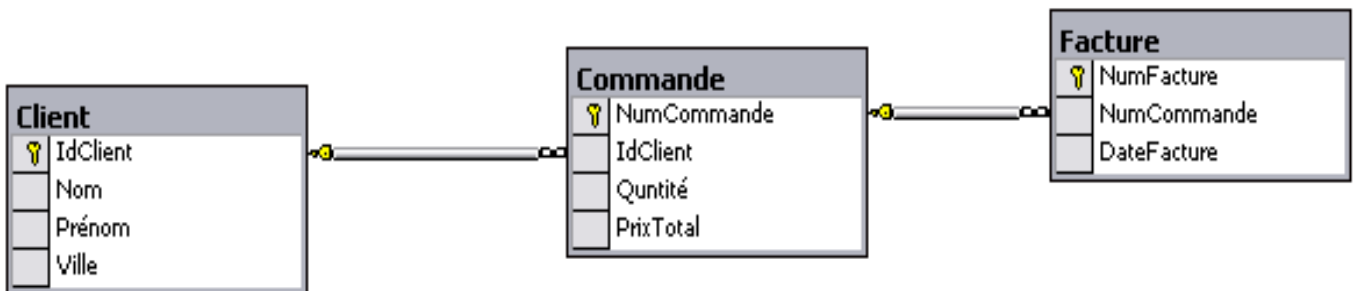 Client
IdClient
Nom
Prénom
Ville
Commande
NumCommande
IdClient
Quntité
PrixTotal
Facture
NumFacture
NumCommande
DateFacture